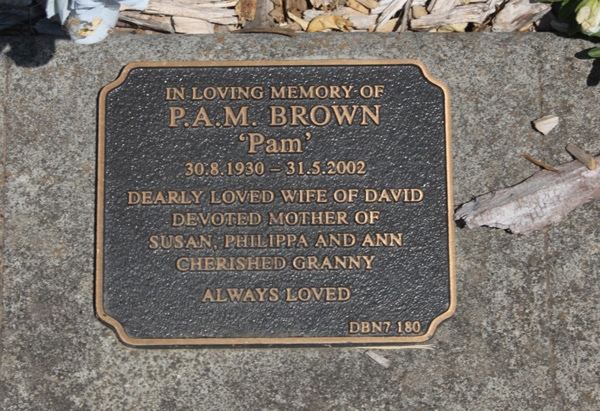 IN LOVING MEMORY OF
P.A.M. BROWN
'Pam'
30.8.1930 – 31.5.2002
DEARLY LOVED WIFE OF DAVID
DEVOTED MOTHER OF
SUSAN, PHILIPPA AND ANN
CHERISHED GRANNY
ALWAYS LOVED
DBN7 180